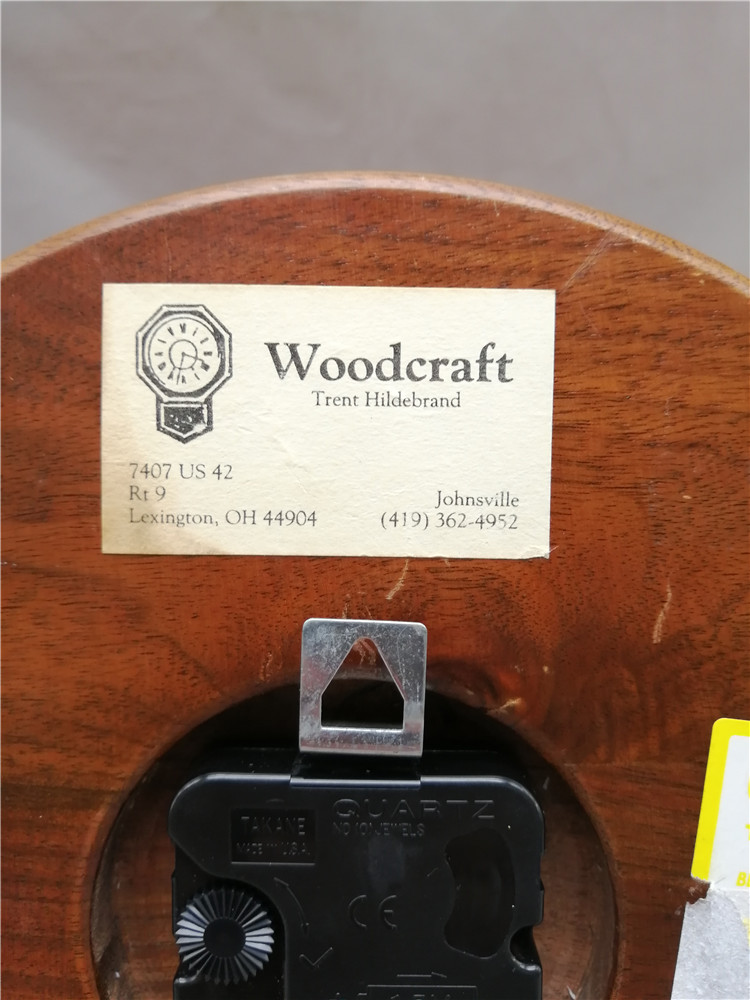 Woodcraft
Trent Hildebrand
7407 US 42
Rt 9
Lexington, OH 44904
Johnsville
(419) 362-4952
TAKANE
MADE IN U.S.A.
QUARTZ
NO (0) JEWELS
CE